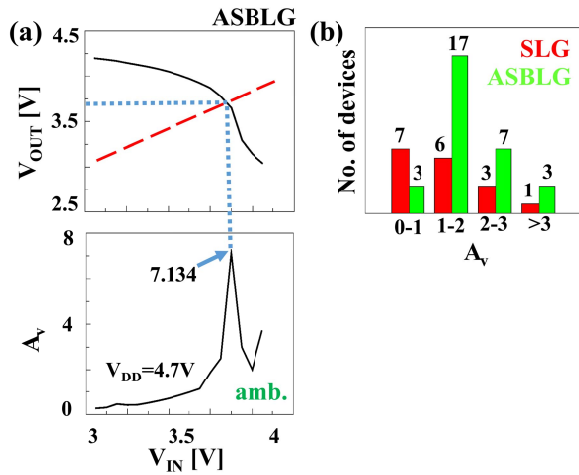 (a)
ASBLG
4.5
3.5
2.5
V_OUT [V]
8
4
0
A_v
7.134
V_DD=4.7V
amb.
3
3.5
4
V_IN [V]
(b)
SLG
ASBLG
No. of devices
7
3
6
17
3
7
1
3
0-1
1-2
2-3
>3
A_v